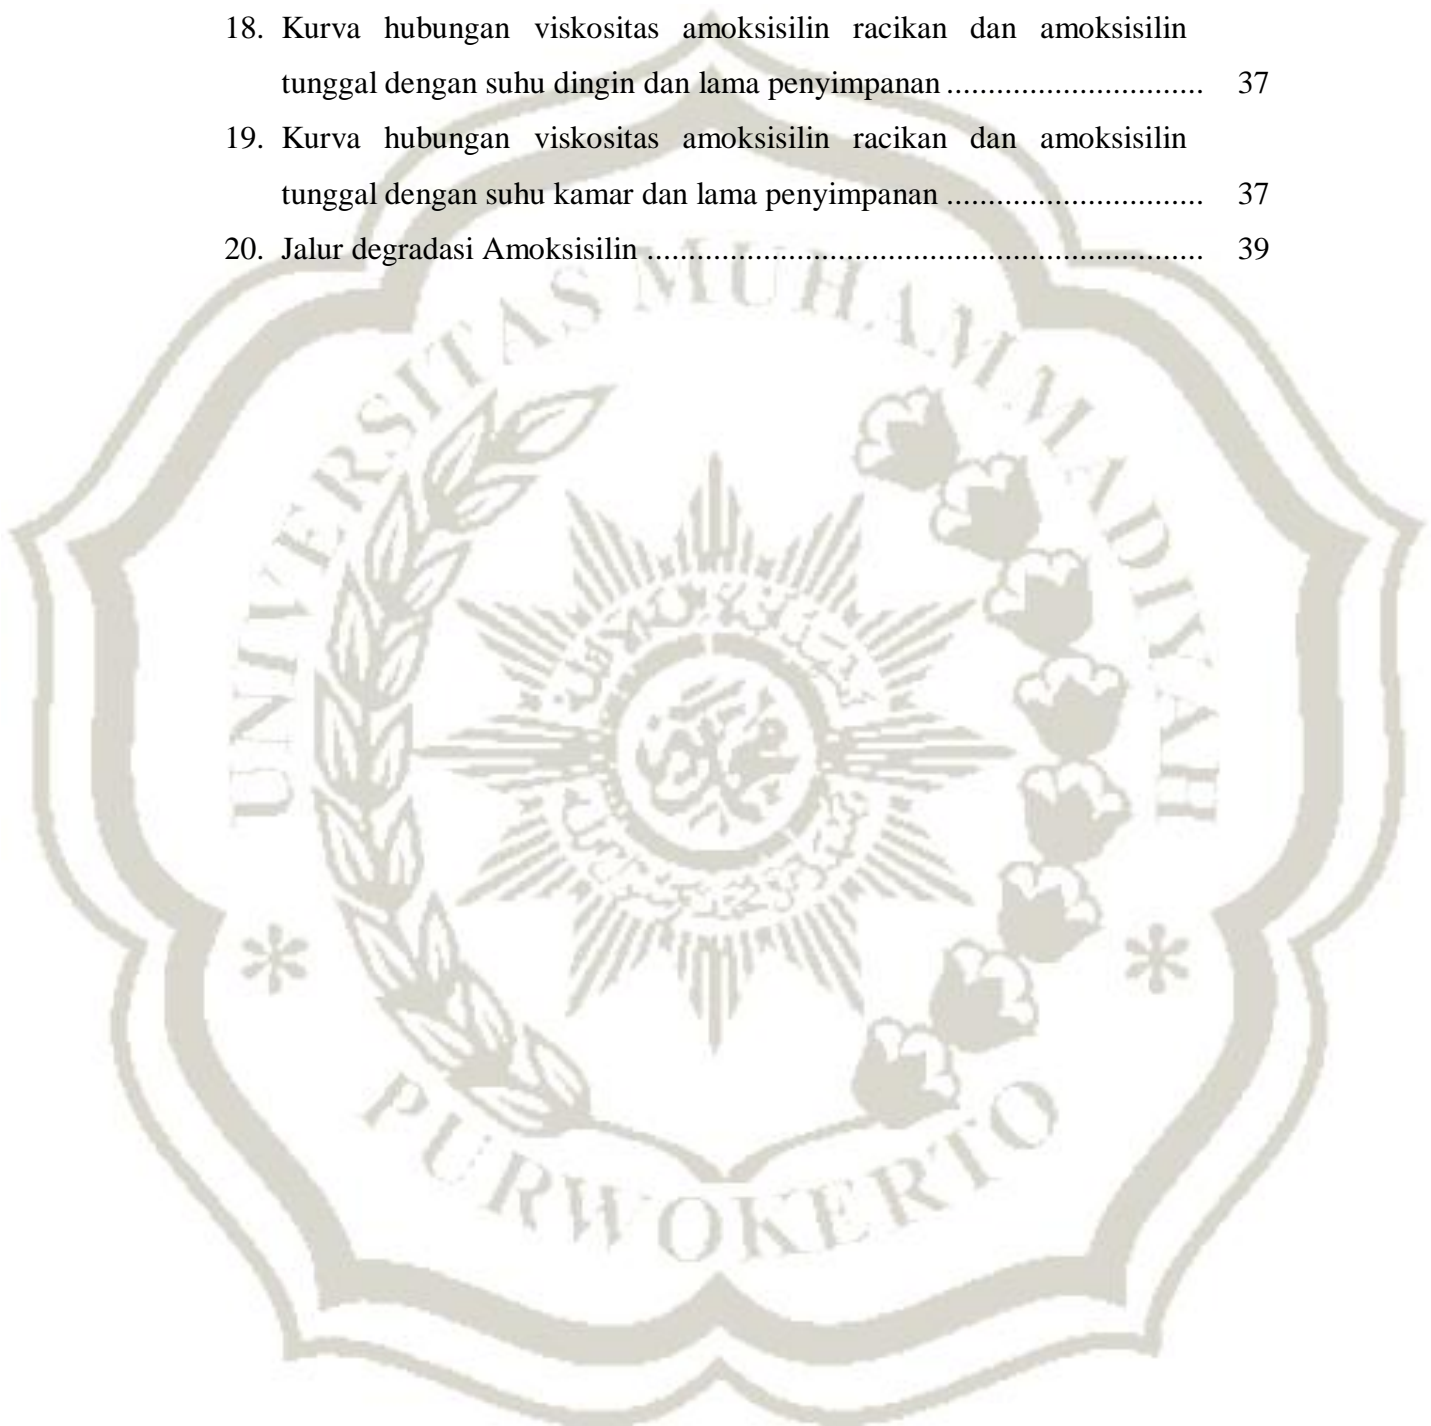 18. Kurva hubungan viskositas amoksisilin racikan dan amoksisilin
tunggal dengan suhu dingin dan lama penyimpanan ............................... 37
19. Kurva hubungan viskositas amoksisilin racikan dan amoksisilin
tunggal dengan suhu kamar dan lama penyimpanan ............................... 37
20. Jalur degradasi Amoksisilin ................................................................... 39
UNIVERSITAS MUHAMMADIYAH
PURWOKERTO